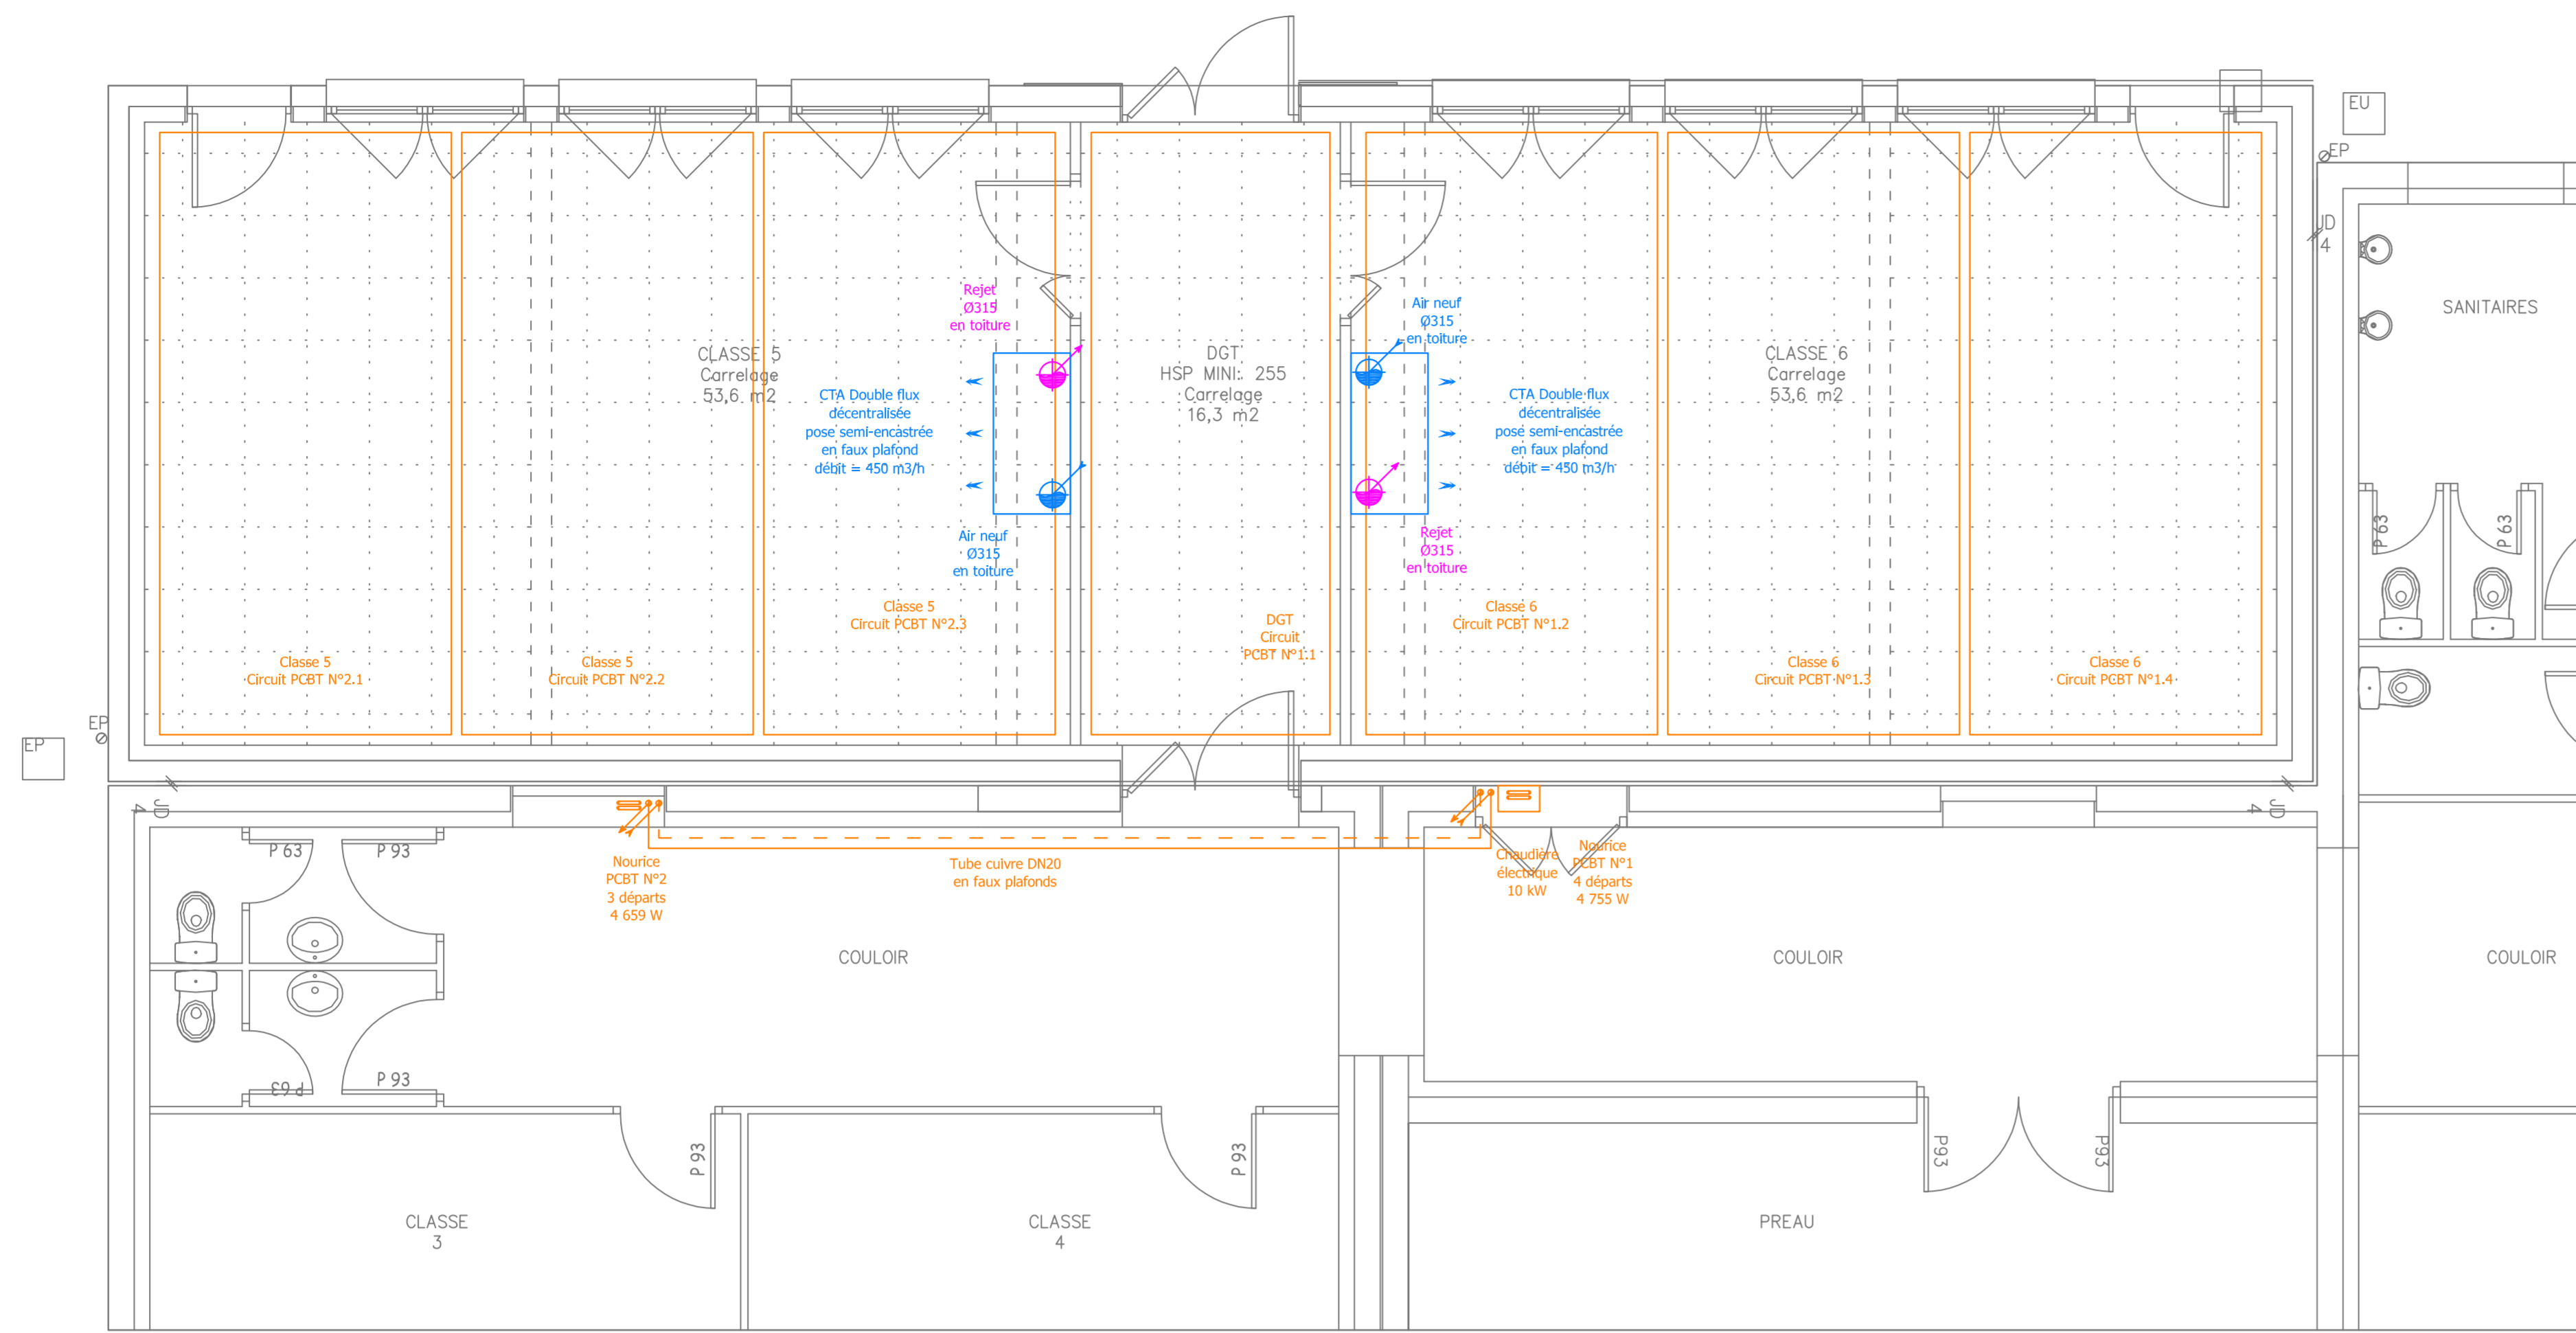 EU
EP
JD
4
SANITAIRES
Rejet
Ø315
en toiture
Air neuf
Ø315
en toiture
CLASSE 5
Carrelage
53,6 m2
DGT
HSP MINI: 255
Carrelage
16,3 m2
CLASSE 6
Carrelage
53,6 m2
CTA Double flux
décentralisée
pose semi-encastrée
en faux plafond
débit = 450 m3/h
CTA Double flux
décentralisée
pose semi-encastrée
en faux plafond
débit = 450 m3/h
Air neuf
Ø315
en toiture
Rejet
Ø315
en toiture
P 63
P 63
Classe 5
Circuit PCBT N°2.3
DGT
Circuit
PCBT N°1.1
Classe 6
Circuit PCBT N°1.2
Classe 5
Circuit PCBT N°2.1
Classe 5
Circuit PCBT N°2.2
Classe 6
Circuit PCBT N°1.3
Classe 6
Circuit PCBT N°1.4
EP
EP
JD
4
JD
4
P 63
P 93
Nourice
PCBT N°2
3 départs
4 659 W
Tube cuivre DN20
en faux plafonds
Chaudière
électrique
10 kW
Nourice
PCBT N°1
4 départs
4 755 W
COULOIR
COULOIR
COULOIR
P 63
P 93
P 93
P 93
P93
P93
CLASSE
3
CLASSE
4
PREAU